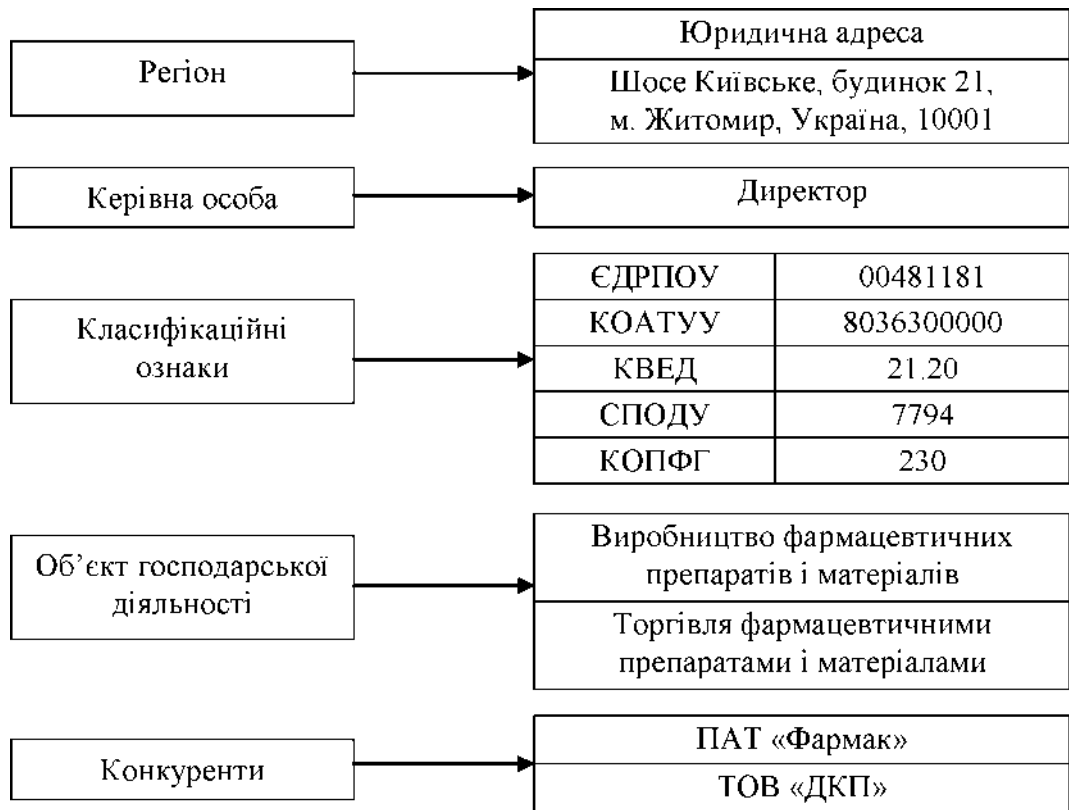 Регіон
Юридична адреса
Шосе Київське, будинок 21,
м. Житомир, Україна, 10001
Керівна особа
Директор
Класифікаційні
ознаки
ЄДРПОУ 00481181
КОАТУУ 8036300000
КВЕД 21.20
СПОДУ 7794
КОПФГ 230
Об’єкт господарської
діяльності
Виробництво фармацевтичних
препаратів і матеріалів
Торгівля фармацевтичними
препаратами і матеріалами
Конкуренти
ПАТ «Фармак»
ТОВ «ДКП»